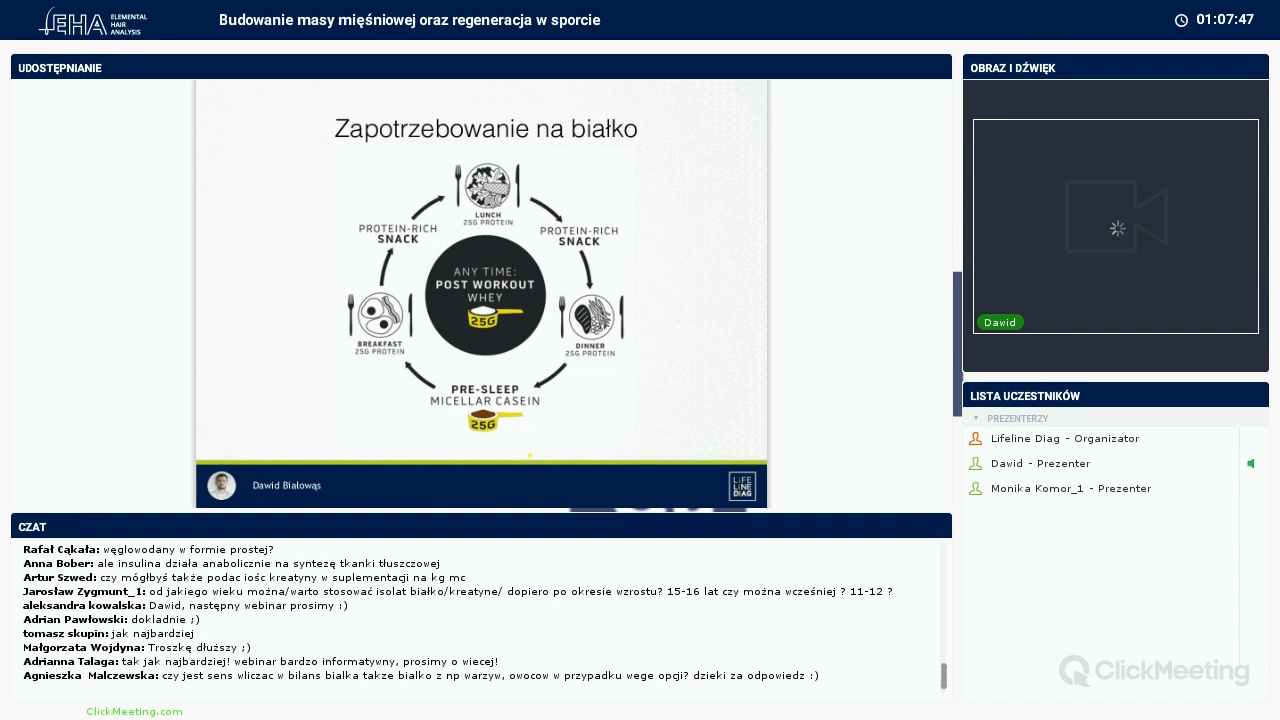 EHA ELEMENTAL HAIR ANALYSIS
Budowanie masy mięśniowej oraz regeneracja w sporcie
01:07:47
UDOSTĘPNIANIE
Zapotrzebowanie na białko
LUNCH
25G PROTEIN
PROTEIN-RICH
SNACK
PROTEIN-RICH
SNACK
ANY TIME:
POST WORKOUT
WHEY
25G
BREAKFAST
25G PROTEIN
DINNER
25G PROTEIN
PRE-SLEEP
MICELLAR CASEIN
25G
Dawid Białowąs
LIFE
LINE
DIAG
OBRAZ I DŹWIĘK
Dawid
LISTA UCZESTNIKÓW
PREZENTERZY
Lifeline Diag - Organizator
Dawid - Prezenter
Monika Komor_1 - Prezenter
CZAT
Rafał Cąkała: węglowodany w formie prostej?
Anna Bober: ale insulina działa anabolicznie na syntezę tkanki tłuszczowej
Artur Szwed: czy mógłbyś także podac iośc kreatyny w suplementacji na kg mc
Jarosław Zygmunt_1: od jakiego wieku można/warto stosować isolat białko/kreatyne/ dopiero po okresie wzrostu? 15-16 lat czy można wcześniej ? 11-12 ?
aleksandra kowalska: Dawid, następny webinar prosimy :)
Adrian Pawłowski: dokladnie ;)
tomasz skupin: jak najbardziej
Małgorzata Wojdyna: Troszkę dłuższy ;)
Adrianna Talaga: tak jak najbardziej! webinar bardzo informatywny, prosimy o wiecej!
Agnieszka Malczewska: czy jest sens wliczac w bilans bialka takze bialko z np warzyw, owocow w przypadku wege opcji? dzieki za odpowiedz :)
ClickMeeting
ClickMeeting.com